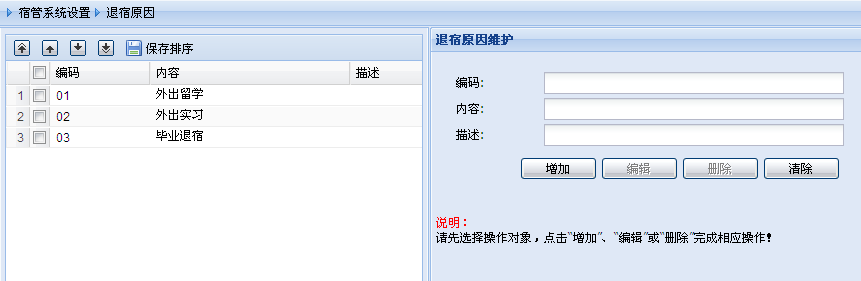 宿管系统设置 退宿原因
保存排序
编码 内容 描述
1 01 外出留学
2 02 外出实习
3 03 毕业退宿
退宿原因维护
编码:
内容:
描述:
增加 编辑 删除 清除
说明：
请先选择操作对象，点击"增加"、"编辑"或"删除"完成相应操作！